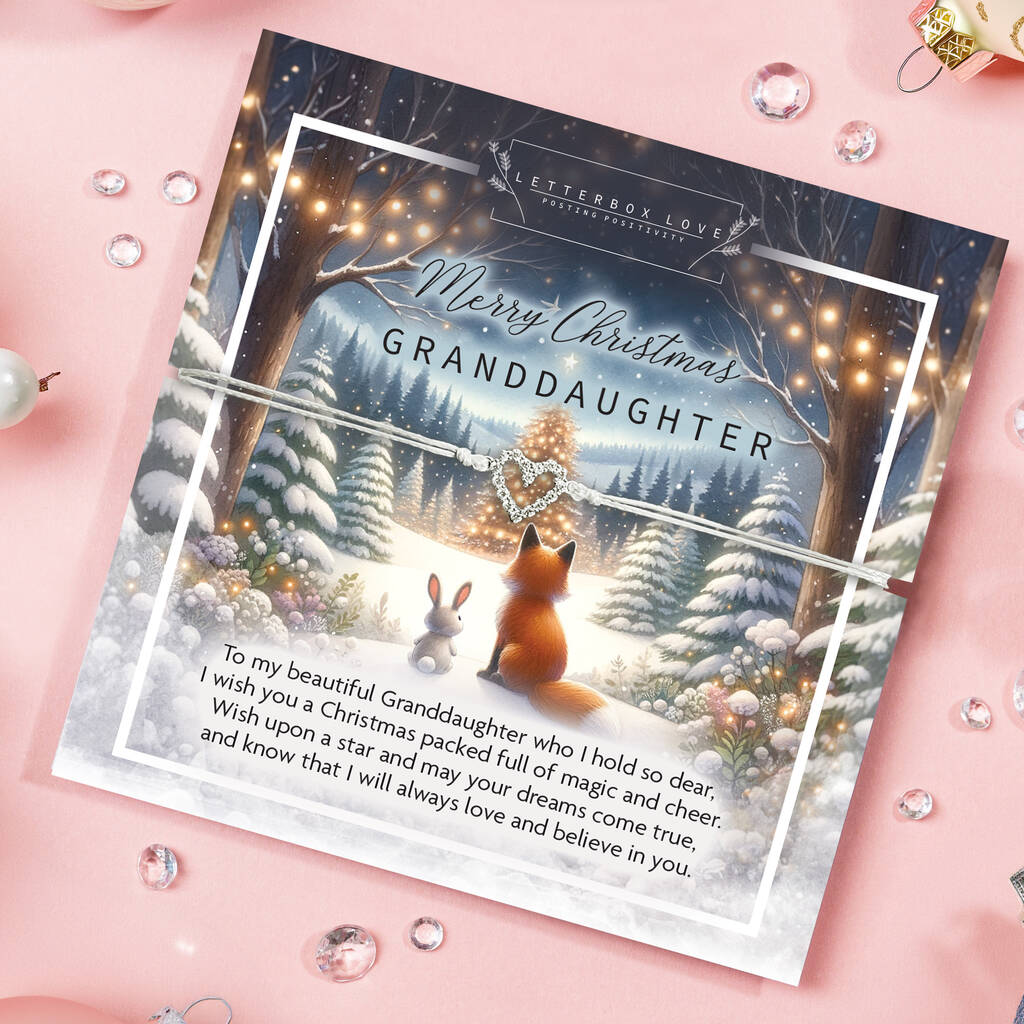 LETTERBOX LOVE
POSTING POSITIVITY
Merry Christmas
GRANDDAUGHTER
To my beautiful Granddaughter who I hold so dear,
I wish you a Christmas packed full of magic and cheer.
Wish upon a star and may your dreams come true,
and know that I will always love and believe in you.